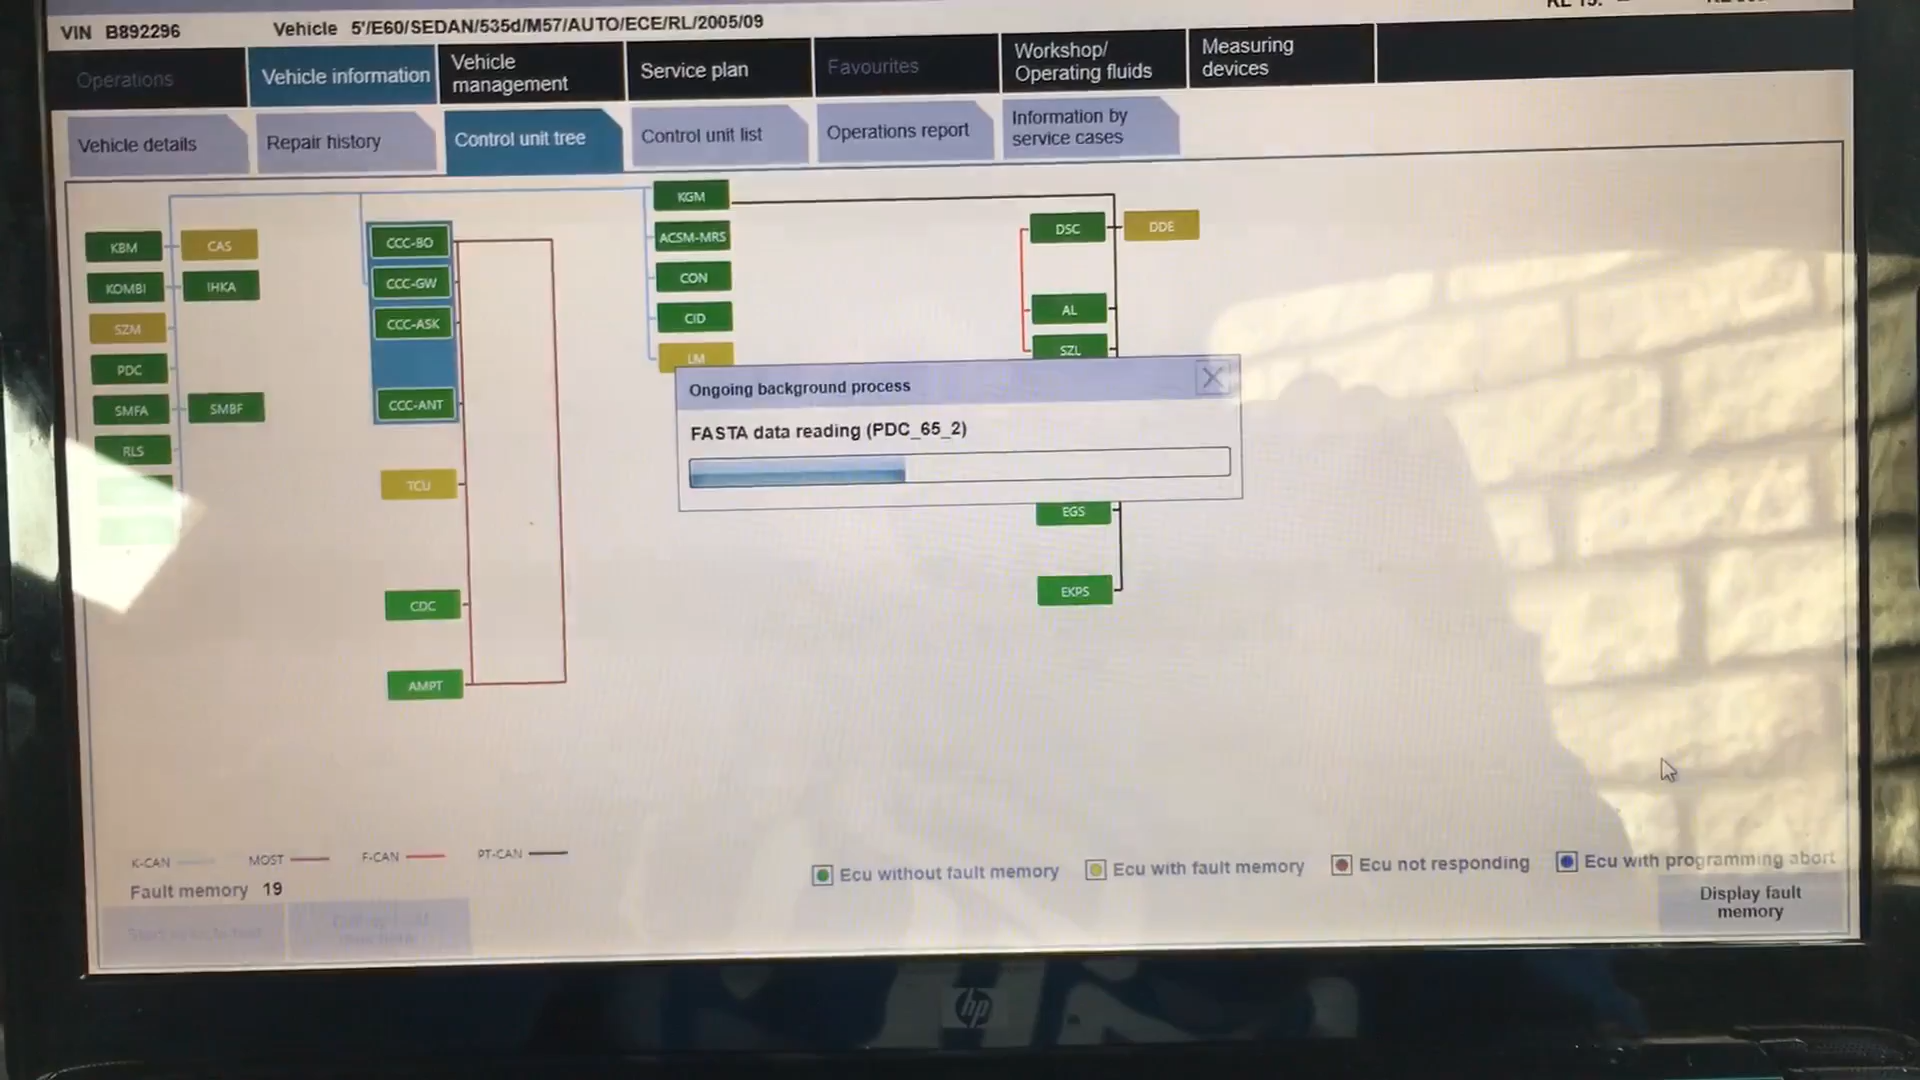 VIN B892296 Vehicle 5'/E60/SEDAN/535d/M57/AUTO/ECE/RL/2005/09
Operations
Vehicle information
Vehicle
management
Service plan
Favourites
Workshop/
Operating fluids
Measuring
devices
Vehicle details
Repair history
Control unit tree
Control unit list
Operations report
Information by
service cases
KBM
CAS
KOMBI
IHKA
SZM
PDC
SMFA
SMBF
RLS
CCC-BO
CCC-GW
CCC-ASK
CCC-ANT
TCU
CDC
AMPT
KGM
ACSM-MRS
CON
CID
LM
DSC
DDE
AL
SZL
EGS
EKPS
Ongoing background process
FASTA data reading (PDC_65_2)
K-CAN
MOST
F-CAN
PT-CAN
Fault memory 19
Ecu without fault memory
Ecu with fault memory
Ecu not responding
Ecu with programming abort
Display fault
memory
hp